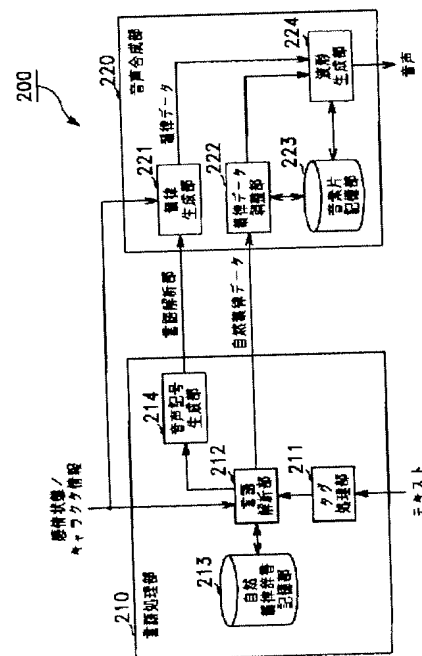 200
210
言語処理部
感情状態/
キャラクタ情報
213
自然
韻律辞書
記憶部
212
言語
解析部
211
タグ
処理部
テキスト
214
音声記号
生成部
言語解析部
自然韻律データ
220
音声合成部
221
韻律
生成部
韻律データ
222
韻律データ
調整部
223
音素片
記憶部
224
波形
生成部
音声